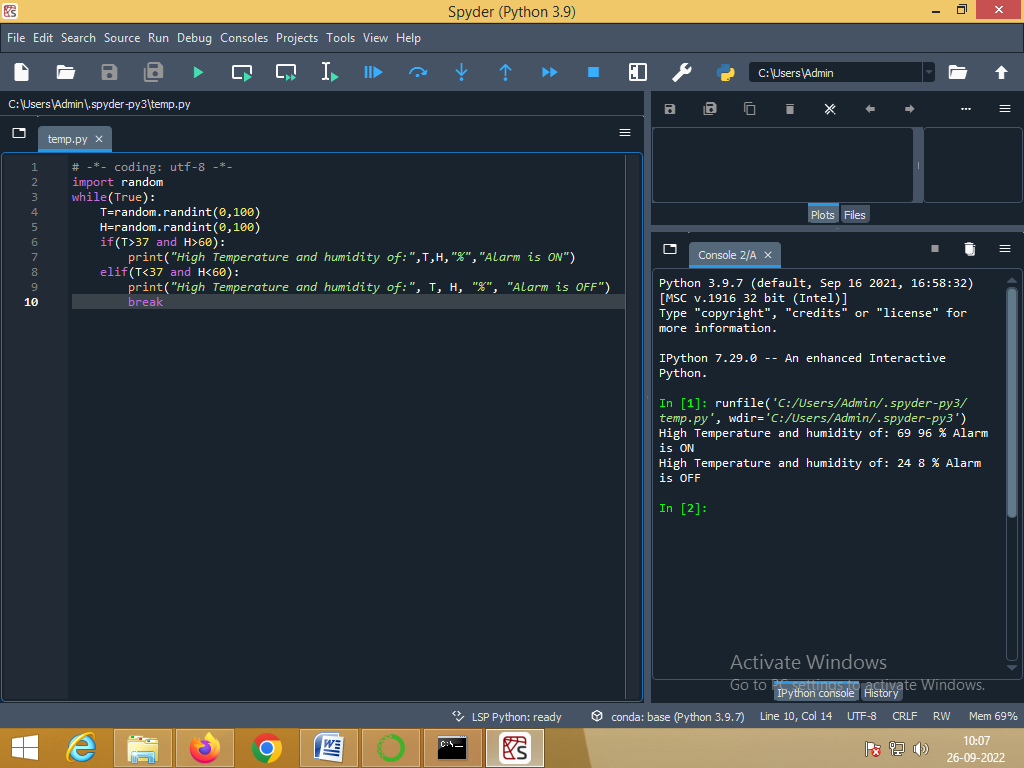 Spyder (Python 3.9)
File Edit Search Source Run Debug Consoles Projects Tools View Help
C:\Users\Admin
C:\Users\Admin\.spyder-py3\temp.py
temp.py
1 # -*- coding: utf-8 -*-
2 import random
3 while(True):
4 T=random.randint(0,100)
5 H=random.randint(0,100)
6 if(T>37 and H>60):
7 print("High Temperature and humidity of:",T,H,"%","Alarm is ON")
8 elif(T<37 and H<60):
9 print("High Temperature and humidity of:", T, H, "%", "Alarm is OFF")
10 break
Plots Files
Console 2/A
Python 3.9.7 (default, Sep 16 2021, 16:58:32)
[MSC v.1916 32 bit (Intel)]
Type "copyright", "credits" or "license" for
more information.
IPython 7.29.0 -- An enhanced Interactive
Python.
In [1]: runfile('C:/Users/Admin/.spyder-py3/
temp.py', wdir='C:/Users/Admin/.spyder-py3')
High Temperature and humidity of: 69 96 % Alarm
is ON
High Temperature and humidity of: 24 8 % Alarm
is OFF
In [2]:
Activate Windows
Go to PC settings to activate Windows.
IPython console History
LSP Python: ready conda: base (Python 3.9.7) Line 10, Col 14 UTF-8 CRLF RW Mem 69%
C:\_
10:07
26-09-2022